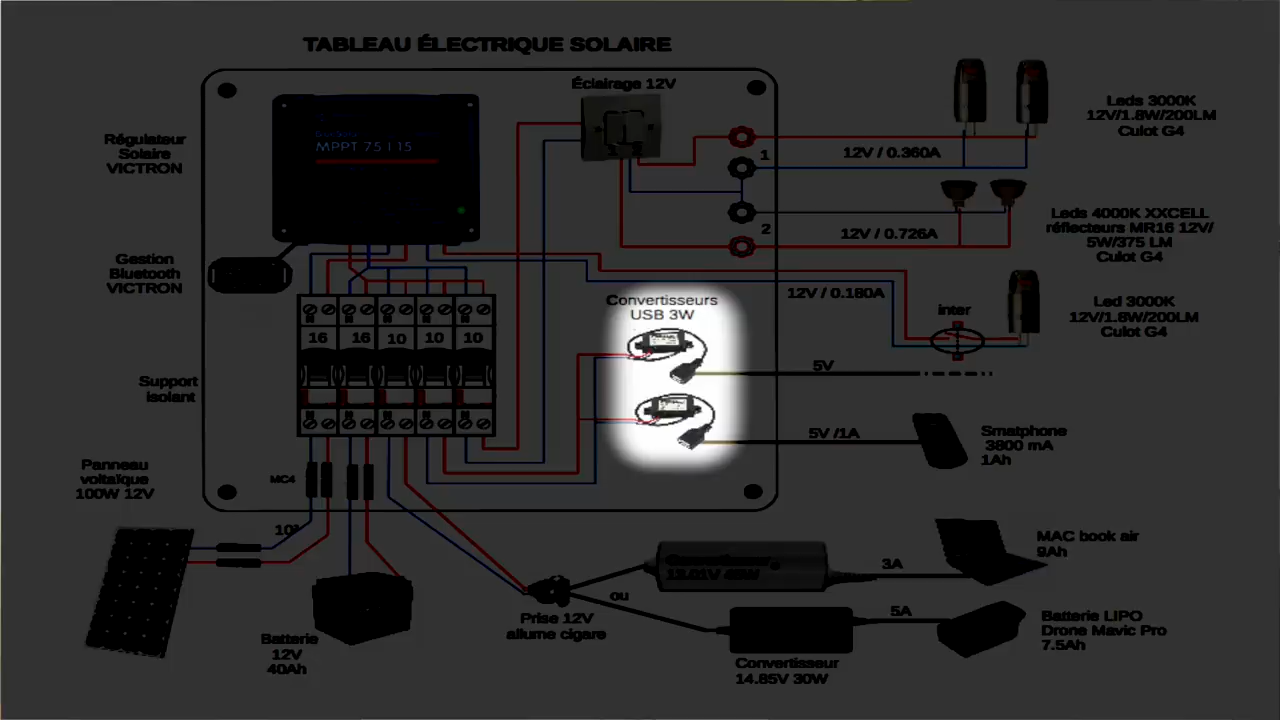 TABLEAU ÉLECTRIQUE SOLAIRE
Éclairage 12V
Régulateur
Solaire
VICTRON
MPPT 75 I 15
Leds 3000K
12V/1.8W/200LM
Culot G4
1
12V / 0.360A
2
12V / 0.726A
Leds 4000K XXCELL
réflecteurs MR16 12V/
5W/375 LM
Culot G4
Gestion
Bluetooth
VICTRON
12V / 0.180A
Convertisseurs
USB 3W
inter
Led 3000K
12V/1.8W/200LM
Culot G4
N N N N N
16 16 10 10 10
Support
isolant
N N N N N
5V
5V /1A
Smatphone
3800 mA
1Ah
Panneau
voltaïque
100W 12V
MC4
10²
Batterie
12V
40Ah
Prise 12V
allume cigare
ou
3A
MAC book air
9Ah
5A
Convertisseur
14.85V 30W
Batterie LIPO
Drone Mavic Pro
7.5Ah